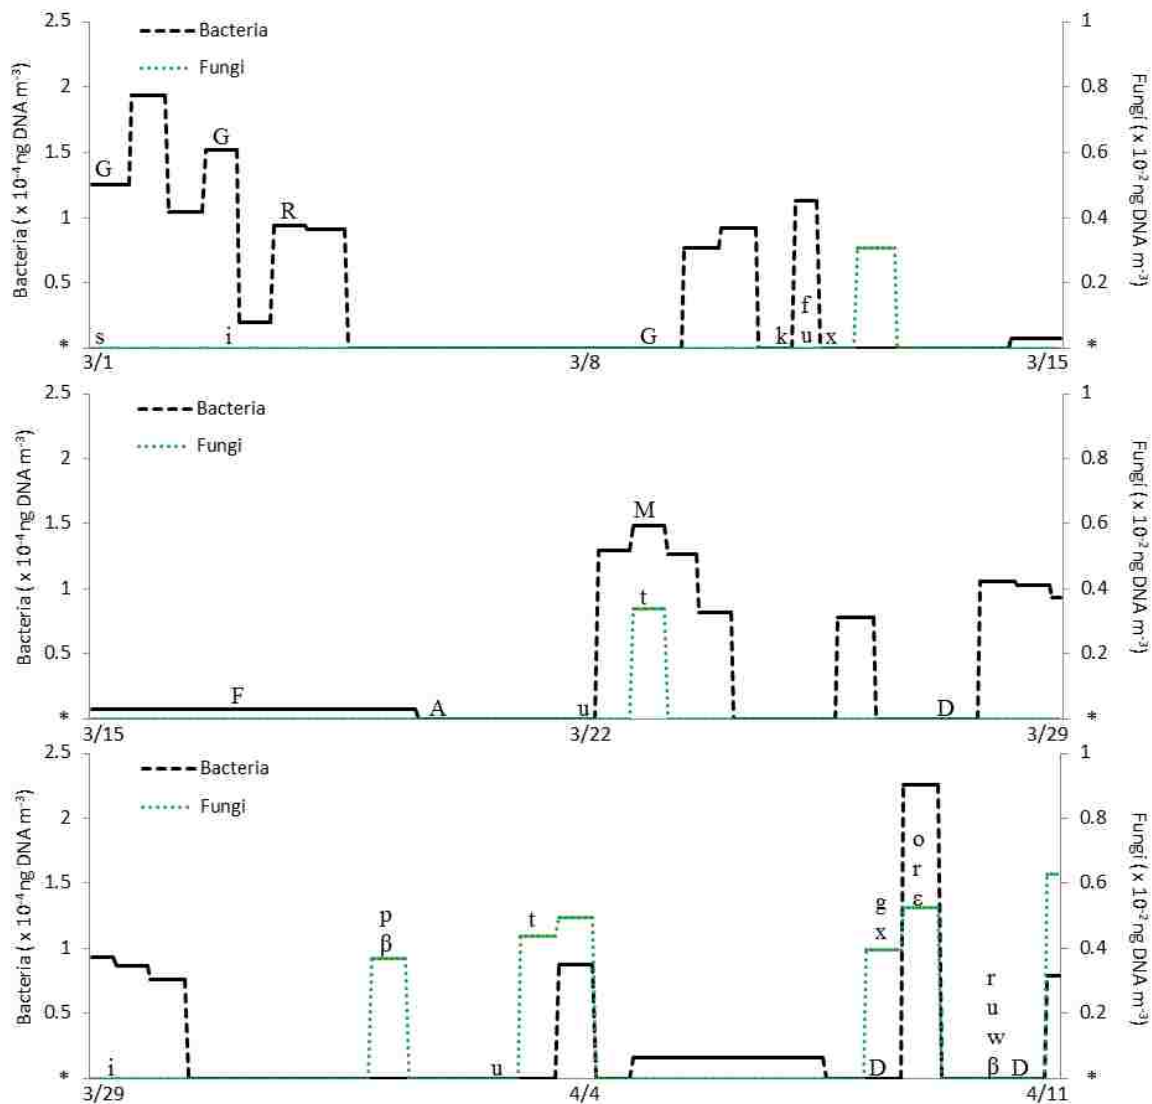 2.5
2
1.5
1
0.5
*
Bacteria ( x 10⁻⁴ ng DNA m⁻³)
Bacteria
Fungi
G
G
R
s
i
G
k
f
u
x
1
0.8
0.6
0.4
0.2
*
Fungi ( x 10⁻² ng DNA m⁻³)
3/1 3/8 3/15
2.5
2
1.5
1
0.5
*
Bacteria ( x 10⁻⁴ ng DNA m⁻³)
Bacteria
Fungi
F
A
u
M
t
D
1
0.8
0.6
0.4
0.2
*
Fungi ( x 10⁻² ng DNA m⁻³)
3/15 3/22 3/29
2.5
2
1.5
1
0.5
*
Bacteria ( x 10⁻⁴ ng DNA m⁻³)
Bacteria
Fungi
i
p
β
u
t
g
x
D
o
r
ε
r
u
w
β D
1
0.8
0.6
0.4
0.2
*
Fungi ( x 10⁻² ng DNA m⁻³)
3/29 4/4 4/11